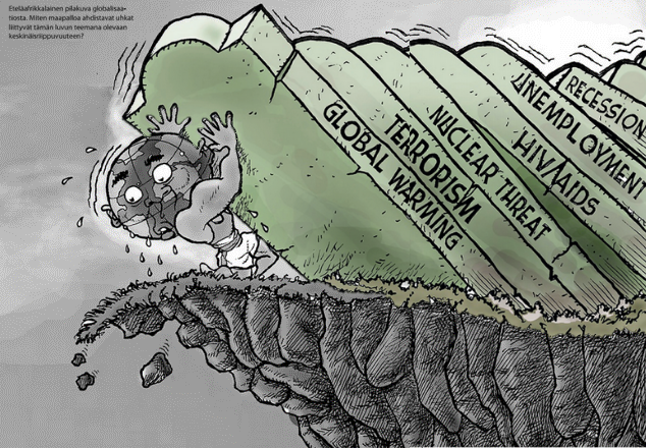 Eteläafrikkalainen pilakuva globalisaa-
tiosta. Miten maapalloa ahdistavat uhkat
liittyvät tämän luvun teemana olevaan
keskinäisriippuvuuteen?
GLOBAL WARMING
TERRORISM
NUCLEAR THREAT
HIV/AIDS
UNEMPLOYMENT
RECESSION